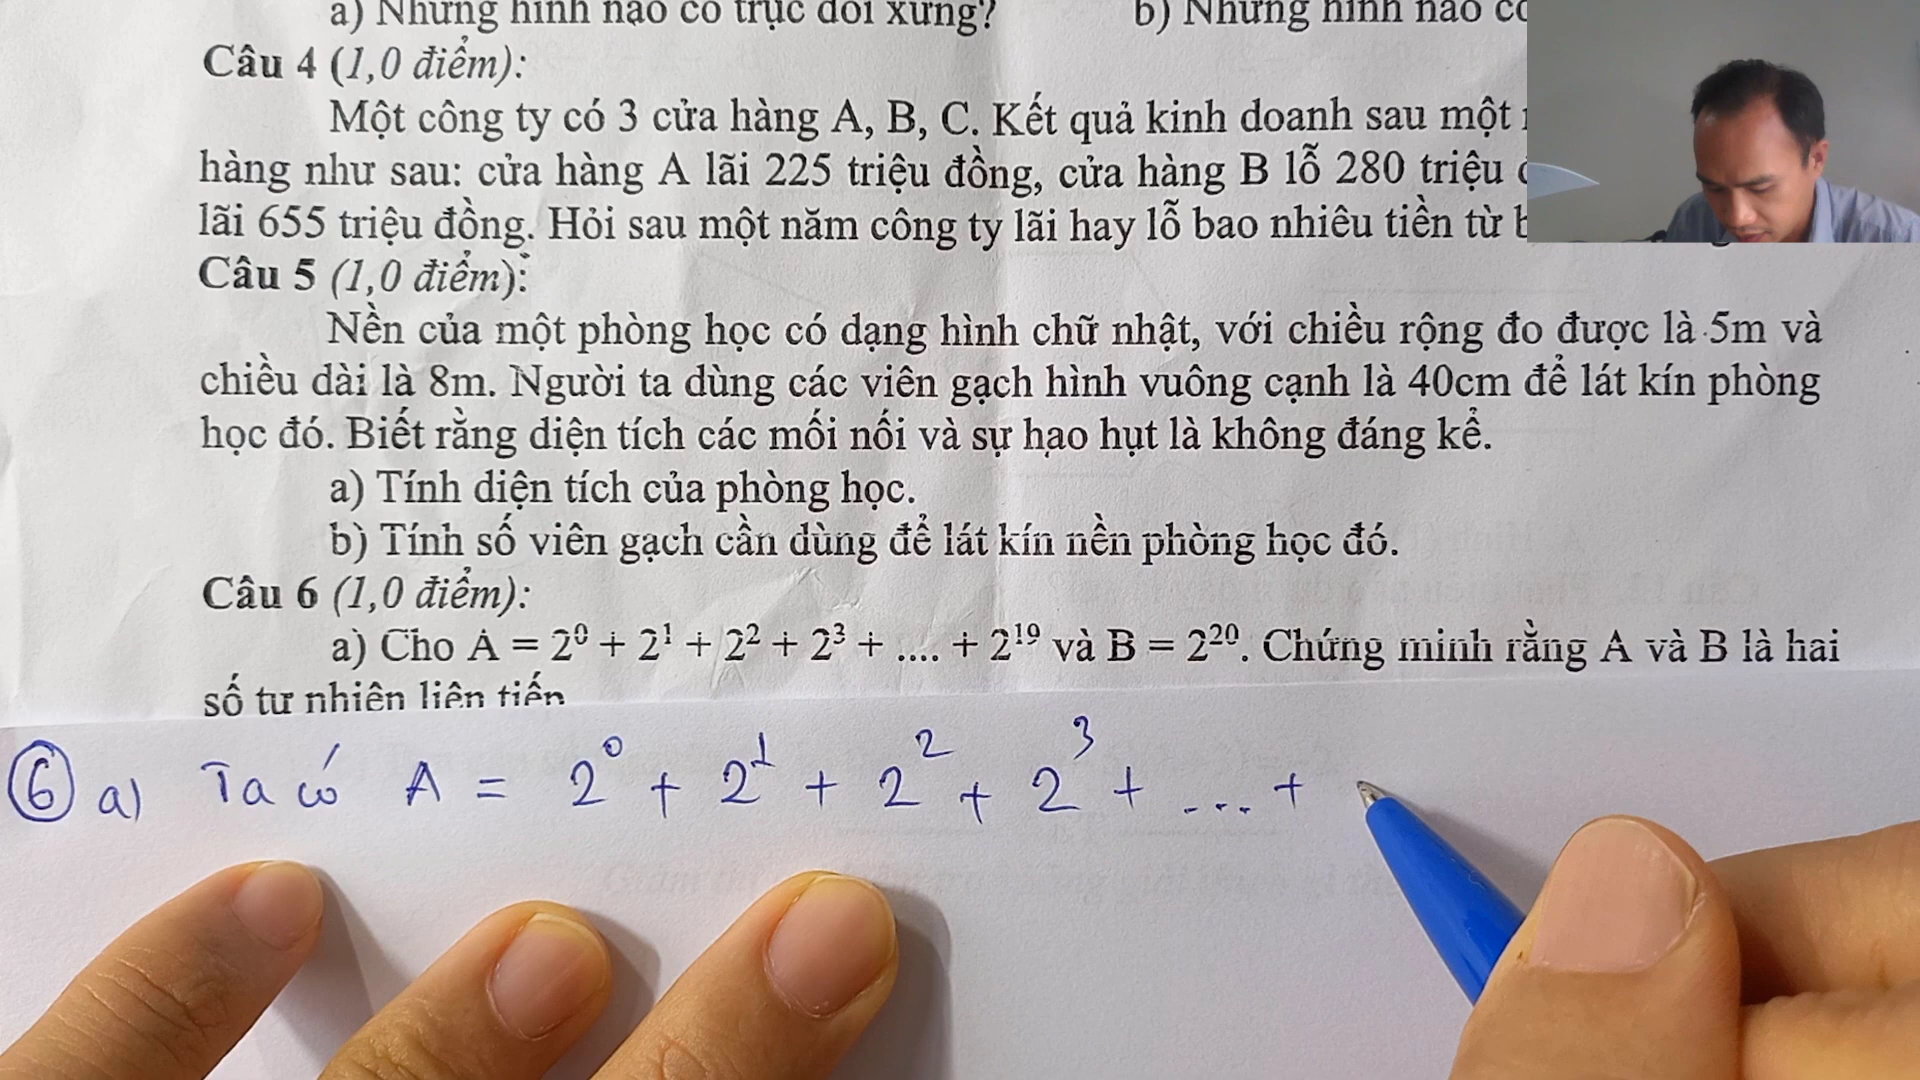 a) Những hình nào có trục đối xứng? b) Những hình nào
Câu 4 (1,0 điểm):
Một công ty có 3 cửa hàng A, B, C. Kết quả kinh doanh sau một
hàng như sau: cửa hàng A lãi 225 triệu đồng, cửa hàng B lỗ 280 triệu
lãi 655 triệu đồng. Hỏi sau một năm công ty lãi hay lỗ bao nhiêu tiền từ
Câu 5 (1,0 điểm):
Nền của một phòng học có dạng hình chữ nhật, với chiều rộng đo được là 5m và
chiều dài là 8m. Người ta dùng các viên gạch hình vuông cạnh là 40cm để lát kín phòng
học đó. Biết rằng diện tích các mối nối và sự hao hụt là không đáng kể.
a) Tính diện tích của phòng học.
b) Tính số viên gạch cần dùng để lát kín nền phòng học đó.
Câu 6 (1,0 điểm):
a) Cho A = 2⁰ + 2¹ + 2² + 2³ + .... + 2¹⁹ và B = 2²⁰. Chứng minh rằng A và B là hai
số tự nhiên liên tiếp
⑥ a) Ta có A = 2⁰ + 2¹ + 2² + 2³ + ... +